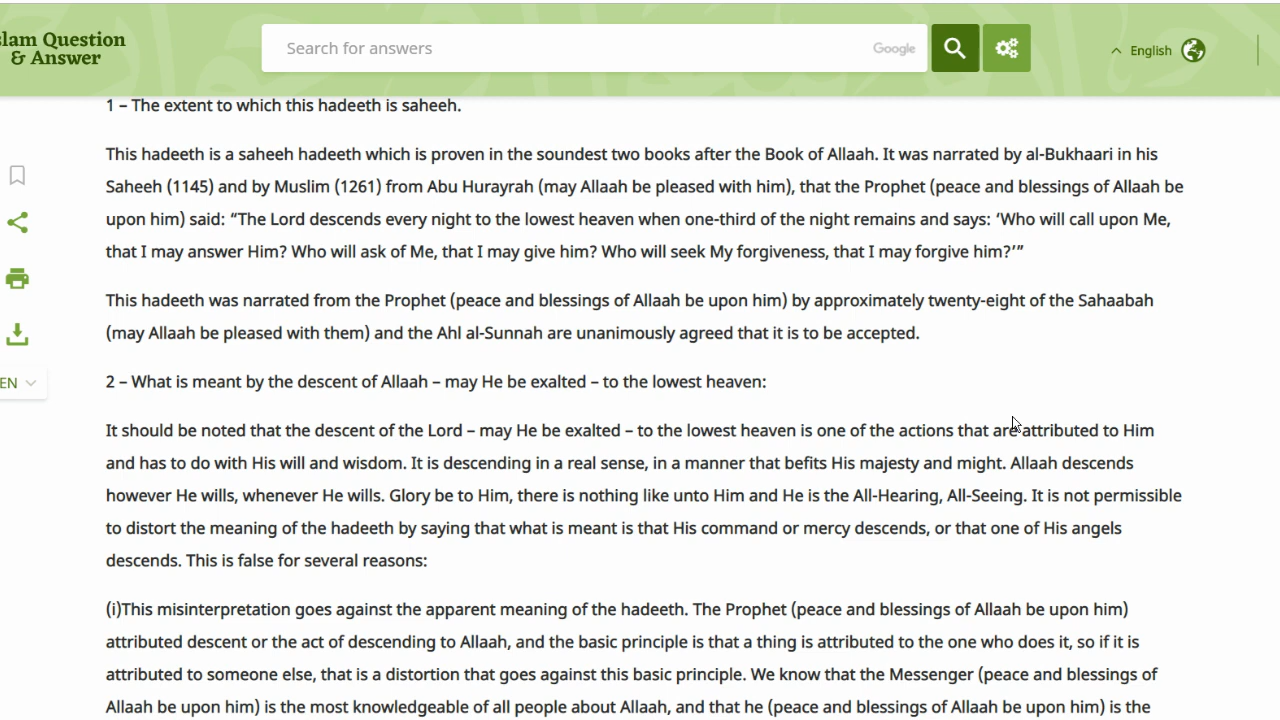 slam Question
& Answer
Search for answers
Google
English
1 – The extent to which this hadeeth is saheeh.
This hadeeth is a saheeh hadeeth which is proven in the soundest two books after the Book of Allaah. It was narrated by al-Bukhaari in his
Saheeh (1145) and by Muslim (1261) from Abu Hurayrah (may Allaah be pleased with him), that the Prophet (peace and blessings of Allaah be
upon him) said: “The Lord descends every night to the lowest heaven when one-third of the night remains and says: ‘Who will call upon Me,
that I may answer Him? Who will ask of Me, that I may give him? Who will seek My forgiveness, that I may forgive him?’”
This hadeeth was narrated from the Prophet (peace and blessings of Allaah be upon him) by approximately twenty-eight of the Sahaabah
(may Allaah be pleased with them) and the Ahl al-Sunnah are unanimously agreed that it is to be accepted.
EN
2 – What is meant by the descent of Allaah – may He be exalted – to the lowest heaven:
It should be noted that the descent of the Lord – may He be exalted – to the lowest heaven is one of the actions that are attributed to Him
and has to do with His will and wisdom. It is descending in a real sense, in a manner that befits His majesty and might. Allaah descends
however He wills, whenever He wills. Glory be to Him, there is nothing like unto Him and He is the All-Hearing, All-Seeing. It is not permissible
to distort the meaning of the hadeeth by saying that what is meant is that His command or mercy descends, or that one of His angels
descends. This is false for several reasons:
(i)This misinterpretation goes against the apparent meaning of the hadeeth. The Prophet (peace and blessings of Allaah be upon him)
attributed descent or the act of descending to Allaah, and the basic principle is that a thing is attributed to the one who does it, so if it is
attributed to someone else, that is a distortion that goes against this basic principle. We know that the Messenger (peace and blessings of
Allaah be upon him) is the most knowledgeable of all people about Allaah, and that he (peace and blessings of Allaah be upon him) is the